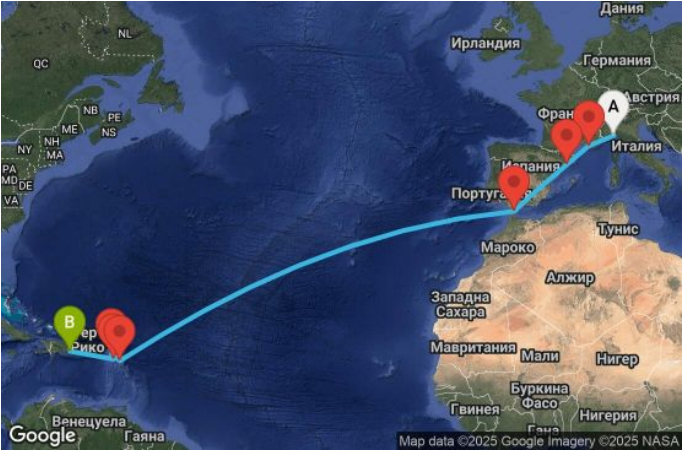 Дания
NL
Ирландия
QC
Германия
A
Австрия
NB
PE
ME
NS
NY
NH
MA
Италия
PA
MD
DE
VA
Испания
Тунис
Мароко
Алжир
Западна
Сахара
B
Рико
Мавритания
Мали
Нигер
Буркина
Фасо
Гвинея
Нигерия
Венецуела
Гаяна
Гана
Google
Map data ©2025 Google Imagery ©2025 NASA